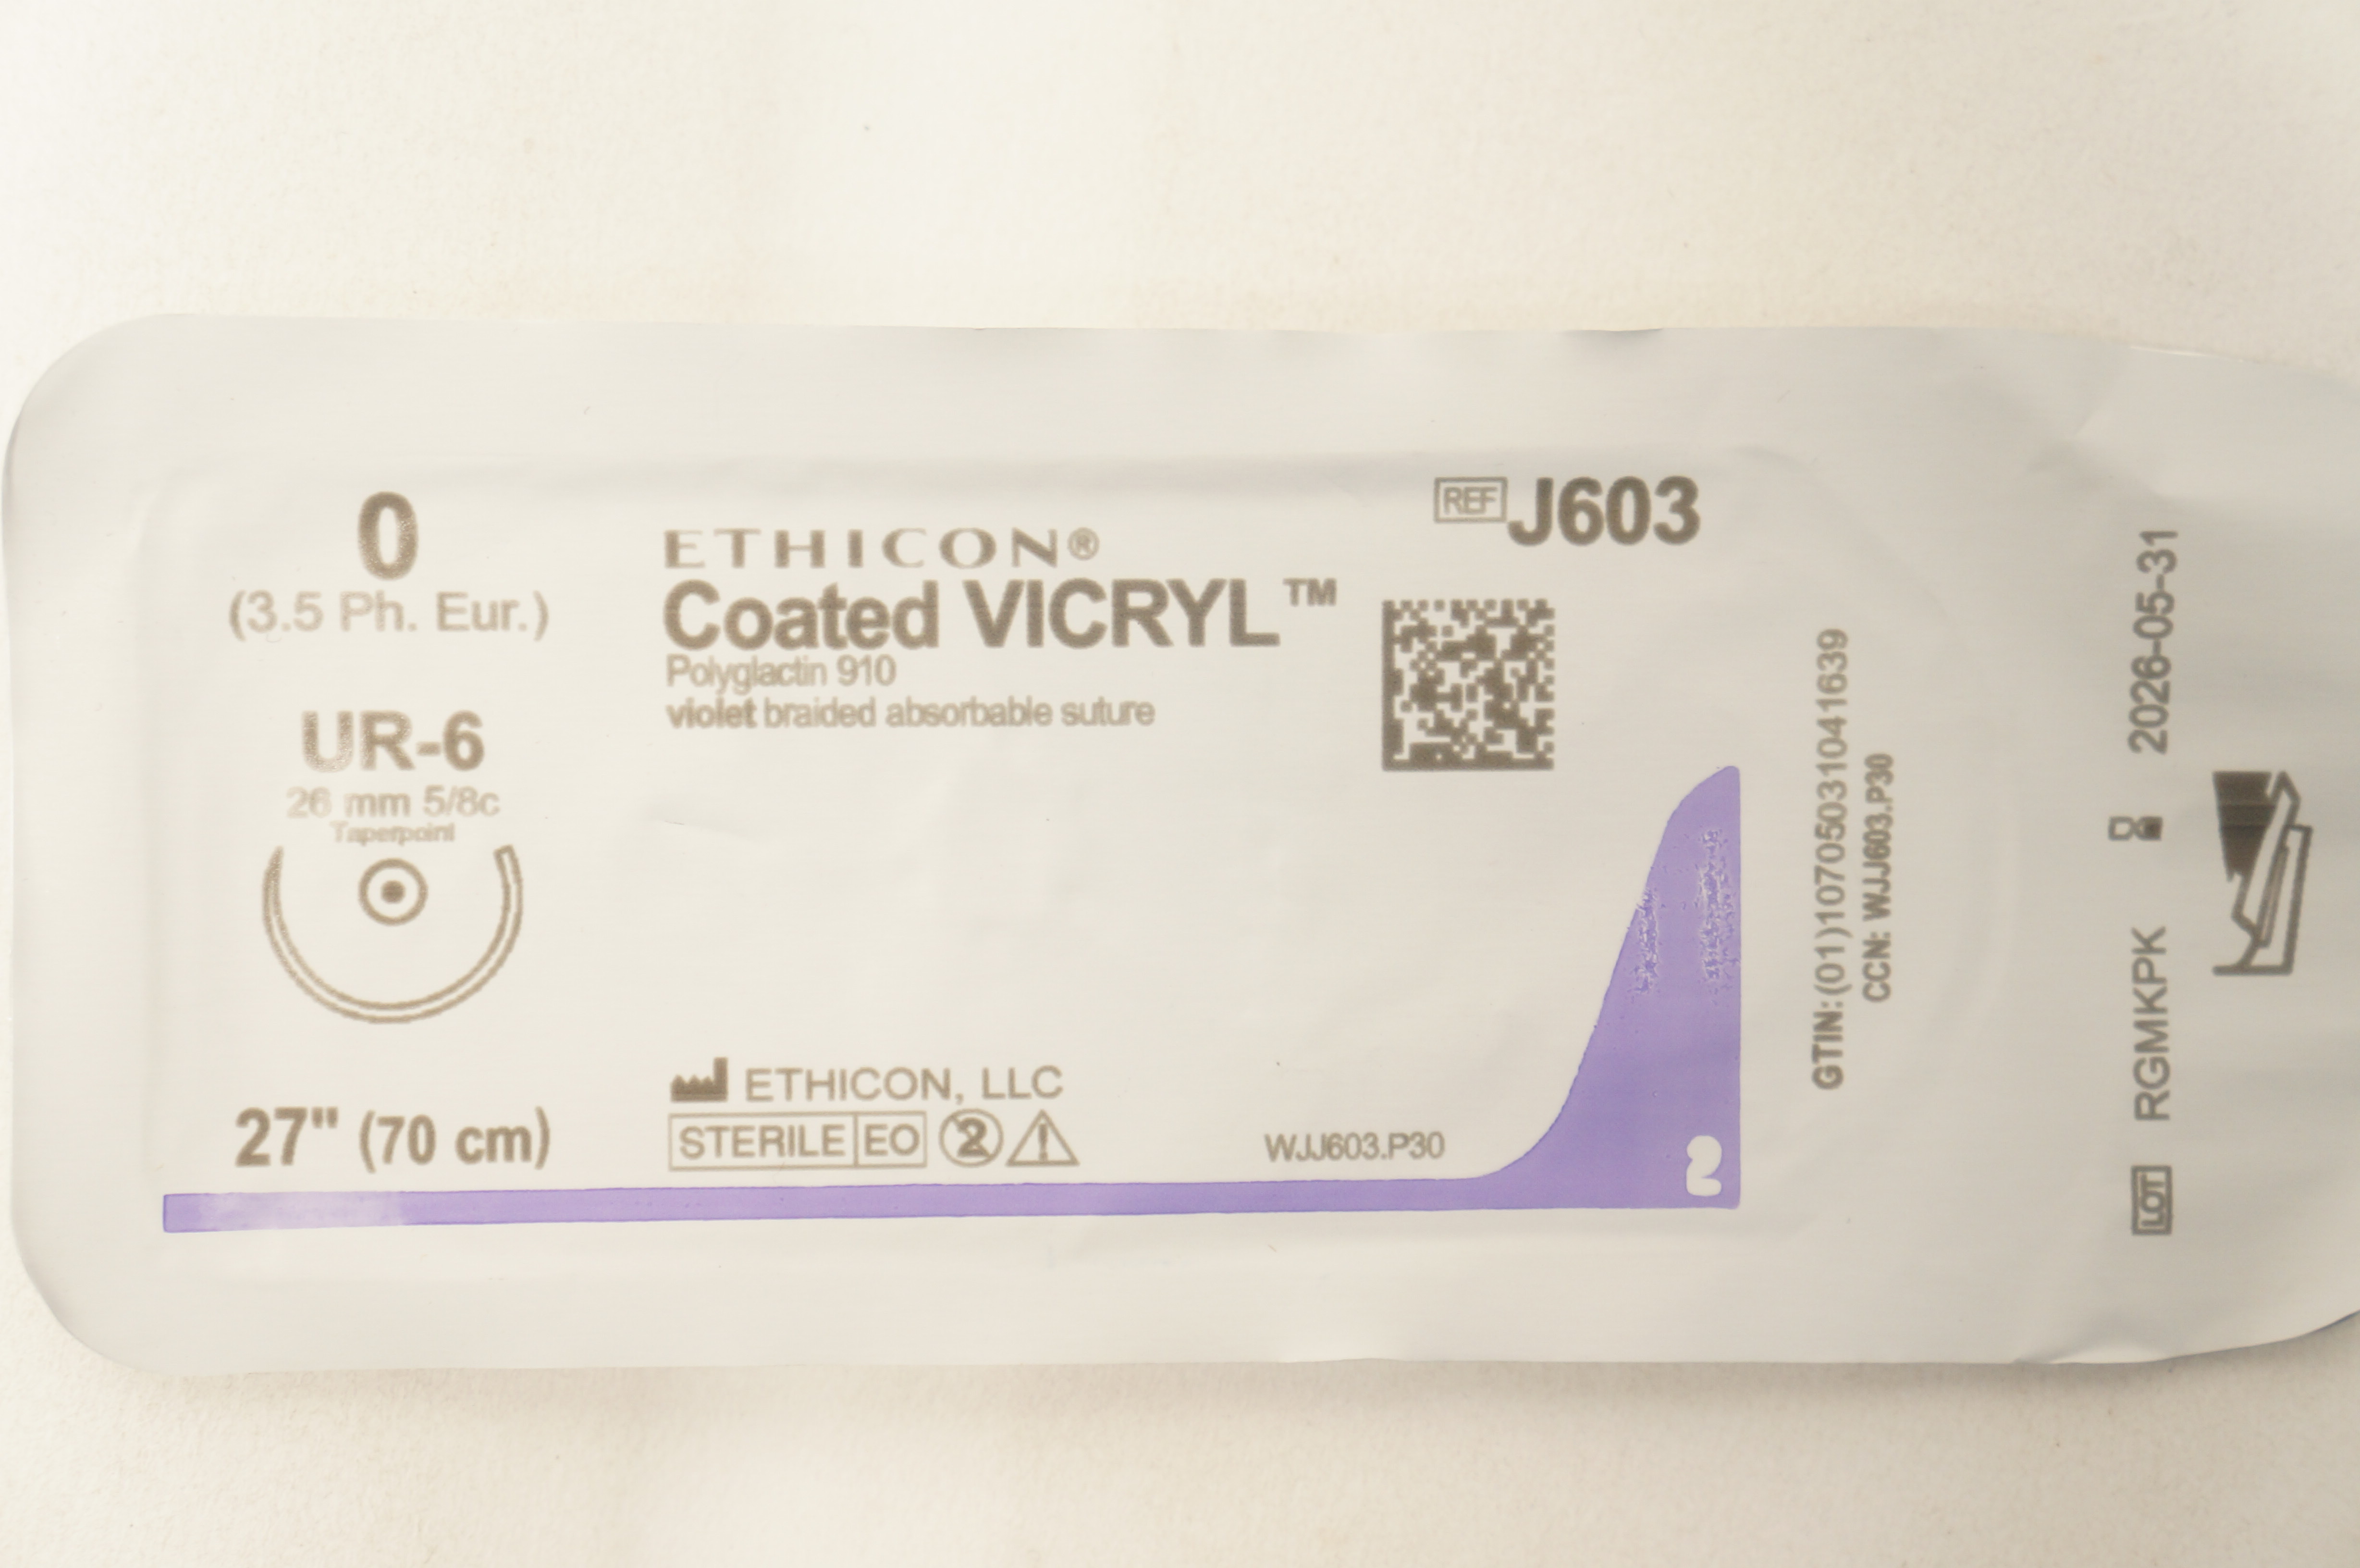 0
(3.5 Ph. Eur.)
UR-6
26 mm 5/8c
Taperpoint
27" (70 cm)
ETHICON®
Coated VICRYL™
Polyglactin 910
violet braided absorbable suture
ETHICON, LLC
STERILE EO 2
WJJ603.P30
REF J603
2
GTIN:(01)10705031041639
CCN: WJJ603.P30
LOT RGMKPK 2026-05-31